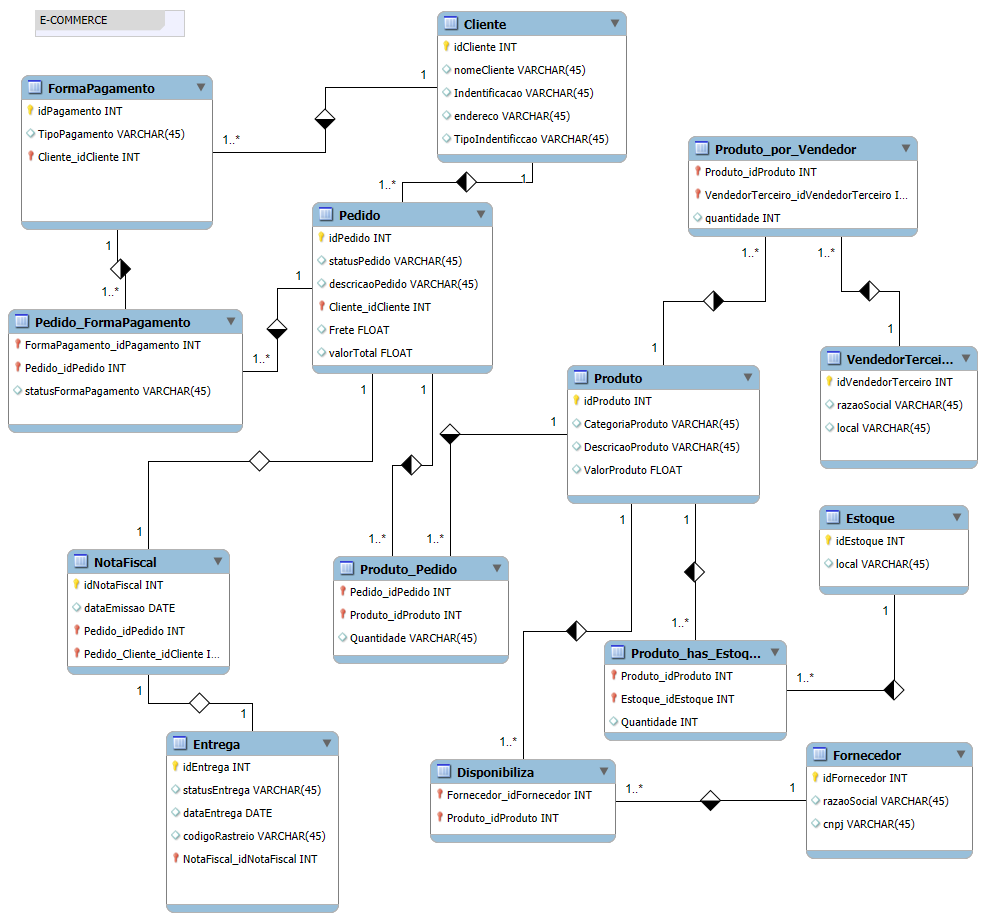 E-COMMERCE
Cliente
idCliente INT
nomeCliente VARCHAR(45)
Indentificacao VARCHAR(45)
endereco VARCHAR(45)
TipoIndentificcao VARCHAR(45)
FormaPagamento
idPagamento INT
TipoPagamento VARCHAR(45)
Cliente_idCliente INT
1
1..*
1..*
1
Produto_por_Vendedor
Produto_idProduto INT
VendedorTerceiro_idVendedorTerceiro I...
quantidade INT
Pedido
idPedido INT
statusPedido VARCHAR(45)
descricaoPedido VARCHAR(45)
Cliente_idCliente INT
Frete FLOAT
valorTotal FLOAT
1
1..*
1
1..*
Pedido_FormaPagamento
FormaPagamento_idPagamento INT
Pedido_idPedido INT
statusFormaPagamento VARCHAR(45)
1..*
1..*
1
1
VendedorTercei...
idVendedorTerceiro INT
razaoSocial VARCHAR(45)
local VARCHAR(45)
Produto
idProduto INT
CategoriaProduto VARCHAR(45)
DescricaoProduto VARCHAR(45)
ValorProduto FLOAT
1
1
1
1
1..*
1..*
1
1
Estoque
idEstoque INT
local VARCHAR(45)
NotaFiscal
idNotaFiscal INT
dataEmissao DATE
Pedido_idPedido INT
Pedido_Cliente_idCliente I...
Produto_Pedido
Pedido_idPedido INT
Produto_idProduto INT
Quantidade VARCHAR(45)
1
1..*
1..*
Produto_has_Estoq...
Produto_idProduto INT
Estoque_idEstoque INT
Quantidade INT
1
1
Entrega
idEntrega INT
statusEntrega VARCHAR(45)
dataEntrega DATE
codigoRastreio VARCHAR(45)
NotaFiscal_idNotaFiscal INT
1..*
Disponibiliza
Fornecedor_idFornecedor INT
Produto_idProduto INT
1..*
1
Fornecedor
idFornecedor INT
razaoSocial VARCHAR(45)
cnpj VARCHAR(45)